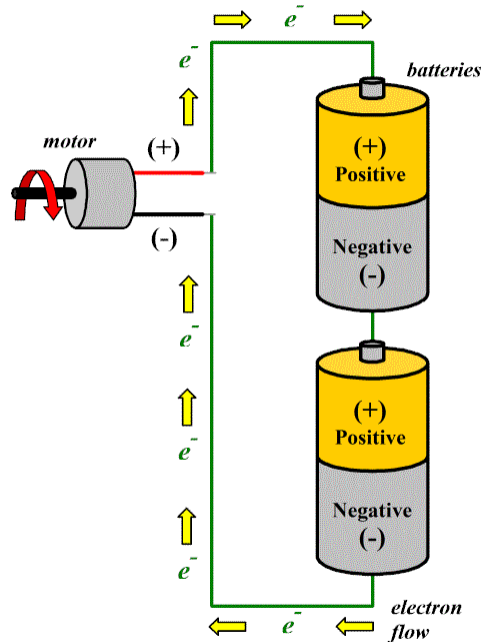 e⁻
e⁻
batteries
motor
(+)
(+)
Positive
(-)
Negative
(-)
e⁻
(+)
Positive
e⁻
Negative
(-)
e⁻
e⁻
electron
flow